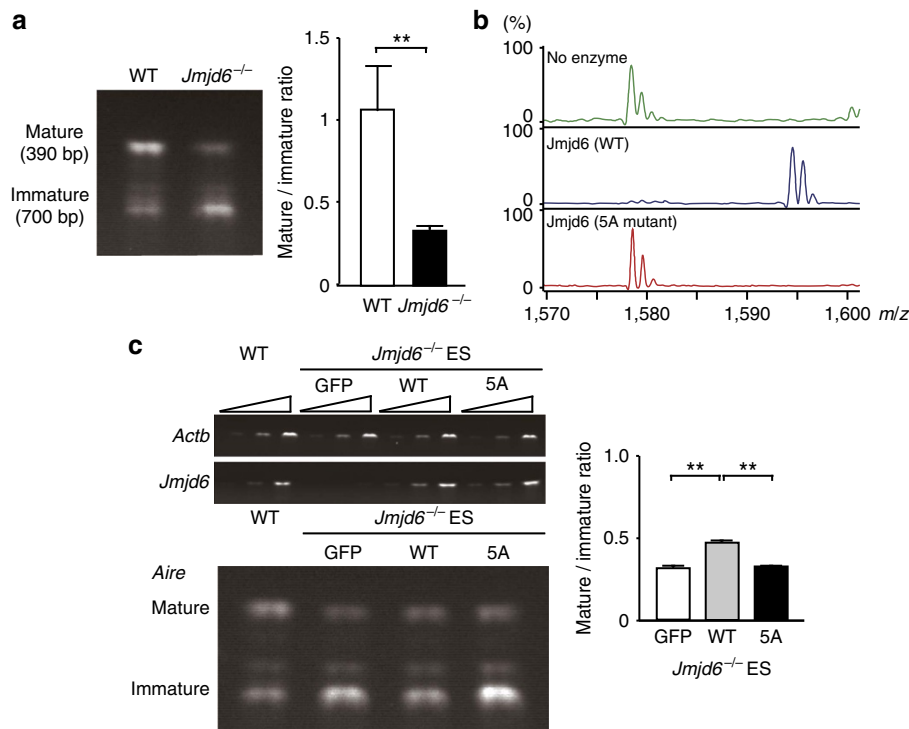 a
WT Jmjd6–/–
Mature
(390 bp)
Immature
(700 bp)
Mature / immature ratio
1.5
1
0.5
0
**
WT Jmjd6–/–
b
(%)
100
No enzyme
0
100
Jmjd6 (WT)
0
100
Jmjd6 (5A mutant)
0
1,570 1,580 1,590 1,600 m/z
c
WT Jmjd6–/– ES
GFP WT 5A
Actb
Jmjd6
WT Jmjd6–/– ES
GFP WT 5A
Aire
Mature
Immature
Mature / immature ratio
1.0
0.5
0
** **
GFP WT 5A
Jmjd6–/– ES